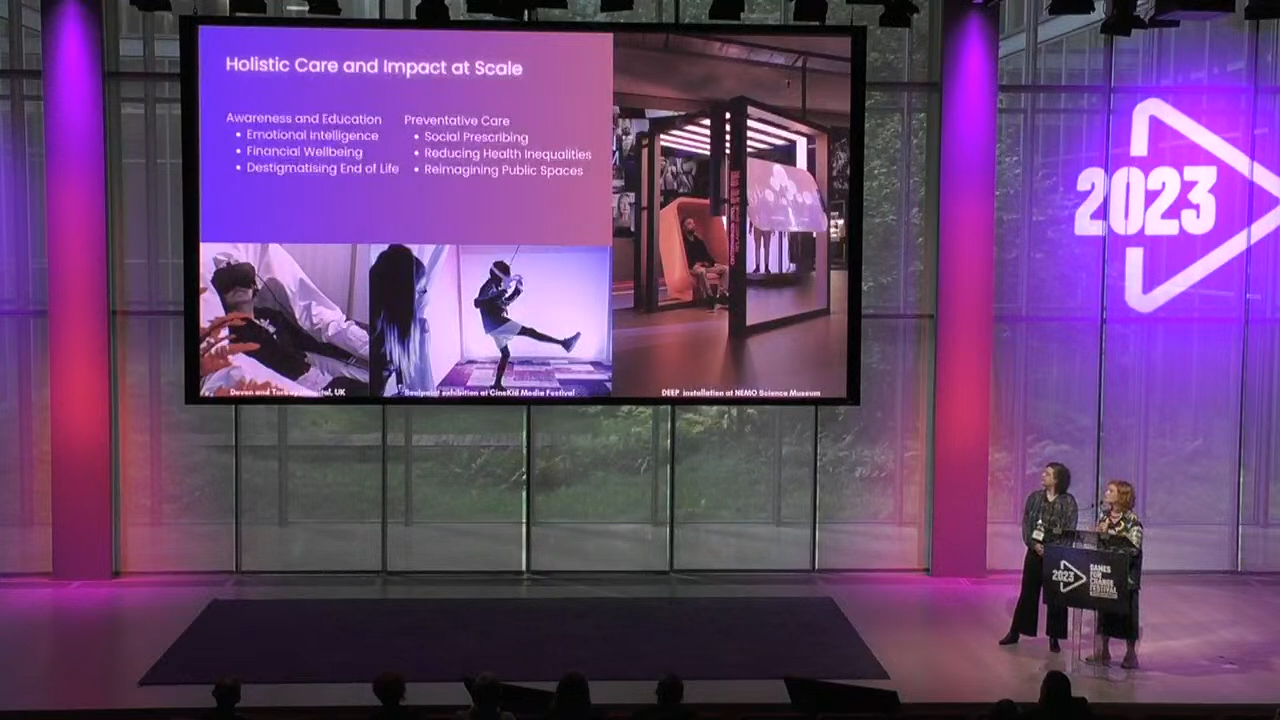 Holistic Care and Impact at Scale
Awareness and Education
• Emotional Intelligence
• Financial Wellbeing
• Destigmatising End of Life
Preventative Care
• Social Prescribing
• Reducing Health Inequalities
• Reimagining Public Spaces
Devon and Hospital, UK
exhibition at CineKid Media Festival
DEEP installation at NEMO Science Museum
2023
2023
GAMES
FOR
CHANGE
FESTIVAL